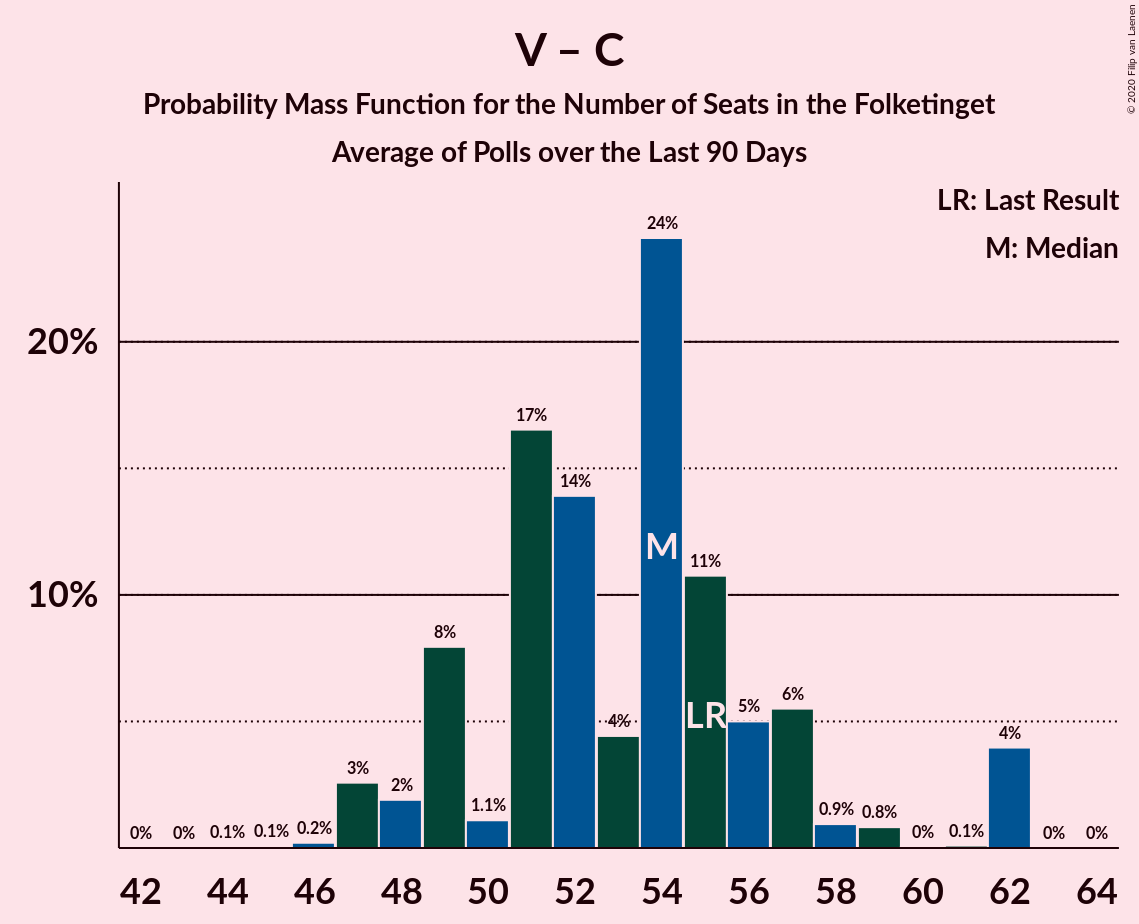 V – C
Probability Mass Function for the Number of Seats in the Folketinget
Average of Polls over the Last 90 Days
© 2020 Filip van Laenen
LR: Last Result
M: Median
20%
10%
0% 0% 0.1% 0.1% 0.2% 3% 2% 8% 1.1% 17% 14% 4% 24% 11% 5% 6% 0.9% 0.8% 0% 0.1% 4% 0% 0%
M
LR
42 44 46 48 50 52 54 56 58 60 62 64